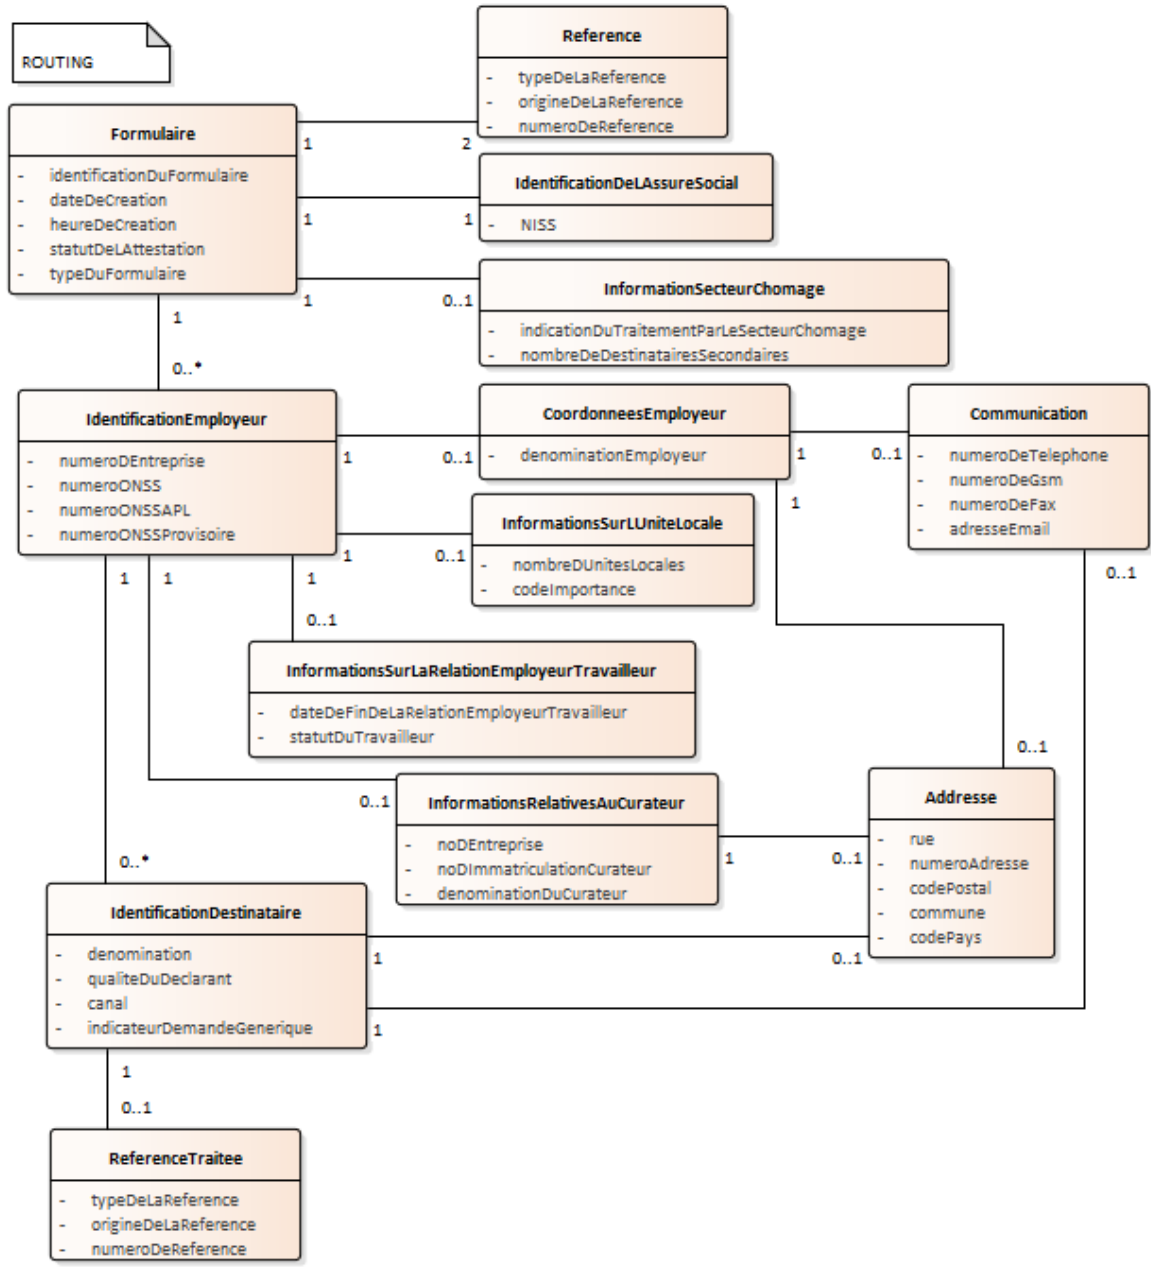 ROUTING
Reference
- typeDeLaReference
- origineDeLaReference
- numeroDeReference
Formulaire
- identificationDuFormulaire
- dateDeCreation
- heureDeCreation
- statutDeLAttestation
- typeDuFormulaire
1
2
IdentificationDeLAssureSocial
- NISS
1
1
InformationSecteurChomage
- indicationDuTraitementParLeSecteurChomage
- nombreDeDestinatairesSecondaires
1
0..1
1
0..*
IdentificationEmployeur
- numeroDEntreprise
- numeroONSS
- numeroONSSAPL
- numeroONSSProvisoire
CoordonneesEmployeur
- denominationEmployeur
Communication
- numeroDeTelephone
- numeroDeGsm
- numeroDeFax
- adresseEmail
1
0..1
1
0..1
1
InformationsSurLUniteLocale
- nombreDUnitesLocales
- codeImportance
1
0..1
0..1
1
1
1
0..1
InformationsSurLaRelationEmployeurTravailleur
- dateDeFinDeLaRelationEmployeurTravailleur
- statutDuTravailleur
0..1
InformationsRelativesAuCurateur
- noDEntreprise
- noDImmatriculationCurateur
- denominationDuCurateur
0..1
Addresse
- rue
- numeroAdresse
- codePostal
- commune
- codePays
1
0..1
0..*
IdentificationDestinataire
- denomination
- qualiteDuDeclarant
- canal
- indicateurDemandeGenerique
1
0..1
1
1
0..1
ReferenceTraitee
- typeDeLaReference
- origineDeLaReference
- numeroDeReference